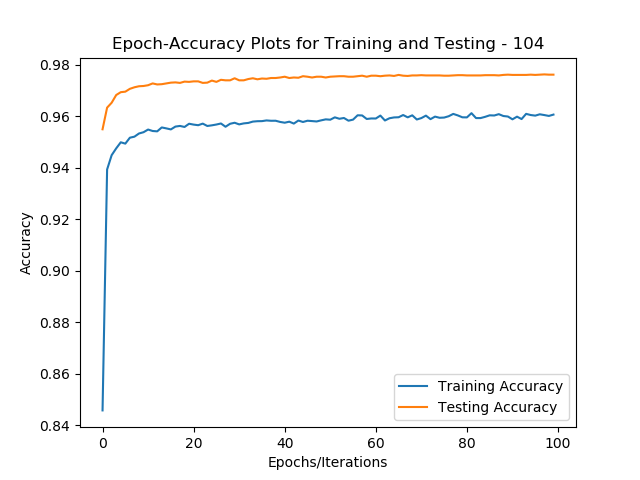 Epoch-Accuracy Plots for Training and Testing - 104
0.98
0.96
0.94
0.92
0.90
0.88
0.86
0.84
Accuracy
Training Accuracy
Testing Accuracy
0 20 40 60 80 100
Epochs/Iterations